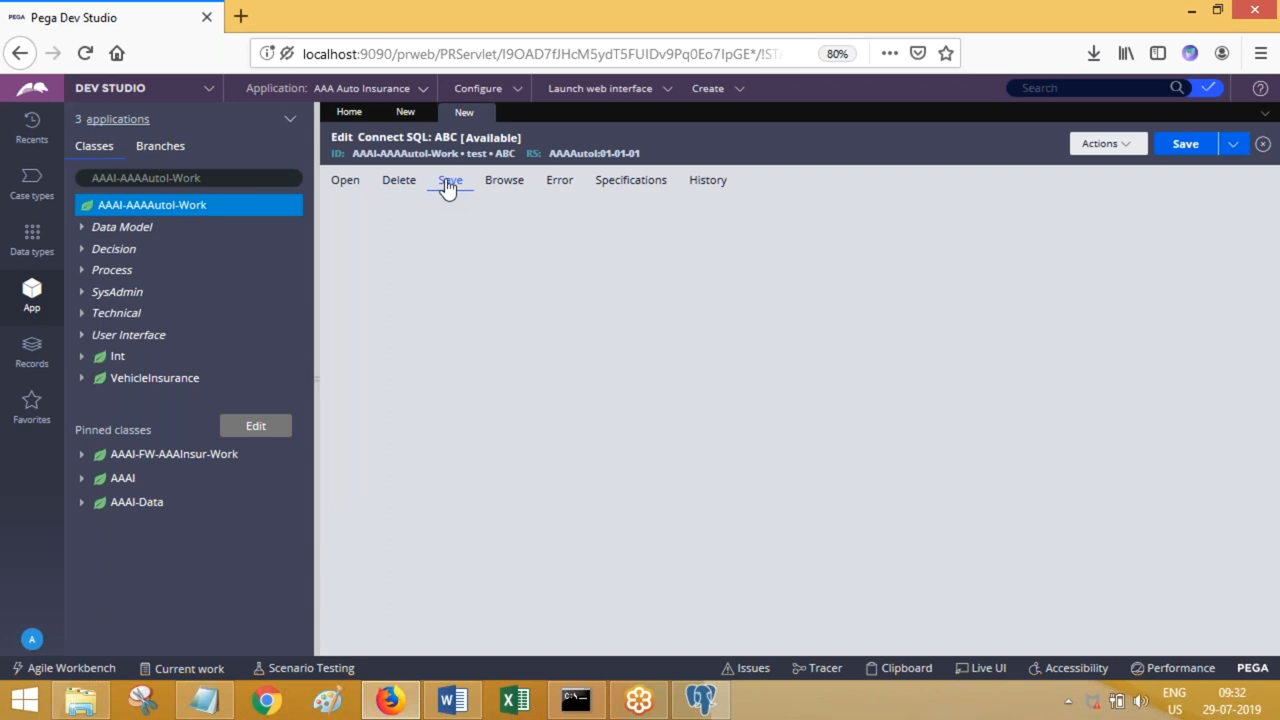 PEGA Pega Dev Studio
localhost:9090/prweb/PRServlet/I9OAD7fJHcM5ydT5FUIDv9Pq0Eo7IpGE*/!ST 80%
DEV STUDIO Application: AAA Auto Insurance Configure Launch web interface Create Search
Recents
Case types
Data types
App
Records
Favorites
A
3 applications
Classes Branches
AAAI-AAAAutoI-Work
AAAI-AAAAutoI-Work
Data Model
Decision
Process
SysAdmin
Technical
User Interface
Int
VehicleInsurance
Pinned classes Edit
AAAI-FW-AAAInsur-Work
AAAI
AAAI-Data
Home New New
Edit Connect SQL: ABC [Available]
ID: AAAI-AAAAutoI-Work • test • ABC RS: AAAAutoI:01-01-01
Actions Save
Open Delete Save Browse Error Specifications History
Agile Workbench Current work Scenario Testing Issues Tracer Clipboard Live UI Accessibility Performance PEGA
ENG 09:32
US 29-07-2019